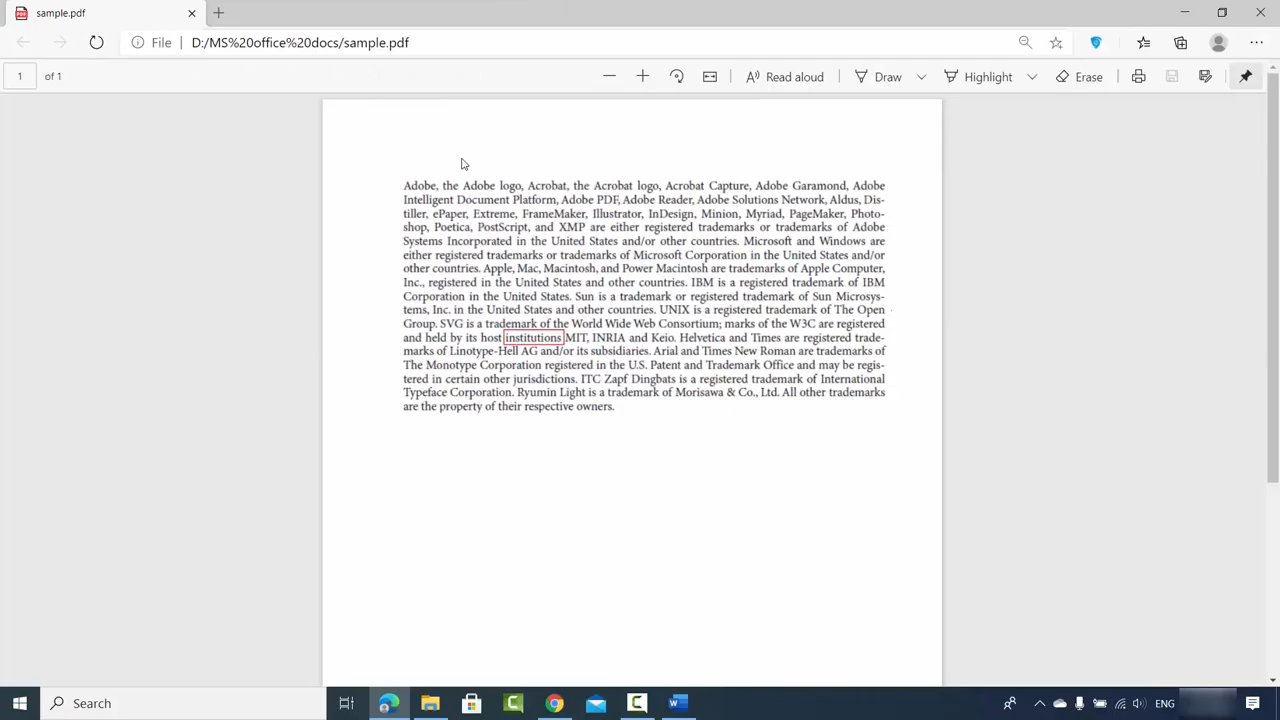 sample.pdf
File
D:/MS%20office%20docs/sample.pdf
1 of 1
Read aloud
Draw
Highlight
Erase
Adobe, the Adobe logo, Acrobat, the Acrobat logo, Acrobat Capture, Adobe Garamond, Adobe
Intelligent Document Platform, Adobe PDF, Adobe Reader, Adobe Solutions Network, Aldus, Dis-
tiller, ePaper, Extreme, FrameMaker, Illustrator, InDesign, Minion, Myriad, PageMaker, Photo-
shop, Poetica, PostScript, and XMP are either registered trademarks or trademarks of Adobe
Systems Incorporated in the United States and/or other countries. Microsoft and Windows are
either registered trademarks or trademarks of Microsoft Corporation in the United States and/or
other countries. Apple, Mac, Macintosh, and Power Macintosh are trademarks of Apple Computer,
Inc., registered in the United States and other countries. IBM is a registered trademark of IBM
Corporation in the United States. Sun is a trademark or registered trademark of Sun Microsys-
tems, Inc. in the United States and other countries. UNIX is a registered trademark of The Open
Group. SVG is a trademark of the World Wide Web Consortium; marks of the W3C are registered
and held by its host institutions MIT, INRIA and Keio. Helvetica and Times are registered trade-
marks of Linotype-Hell AG and/or its subsidiaries. Arial and Times New Roman are trademarks of
The Monotype Corporation registered in the U.S. Patent and Trademark Office and may be regis-
tered in certain other jurisdictions. ITC Zapf Dingbats is a registered trademark of International
Typeface Corporation. Ryumin Light is a trademark of Morisawa & Co., Ltd. All other trademarks
are the property of their respective owners.
Search
ENG